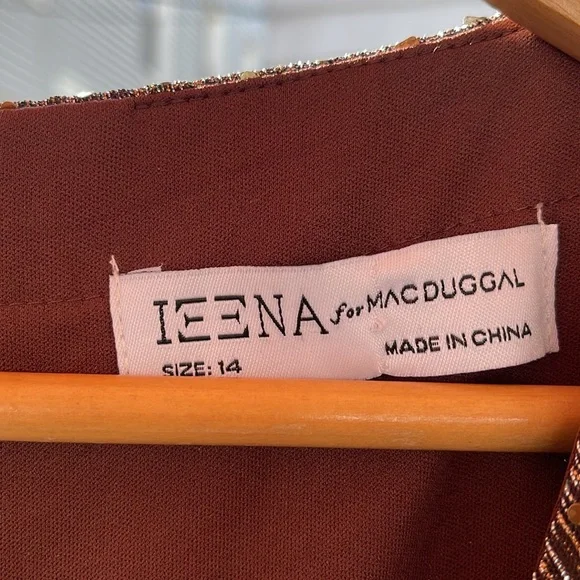 IEENA for MAC DUGGAL
SIZE: 14 MADE IN CHINA